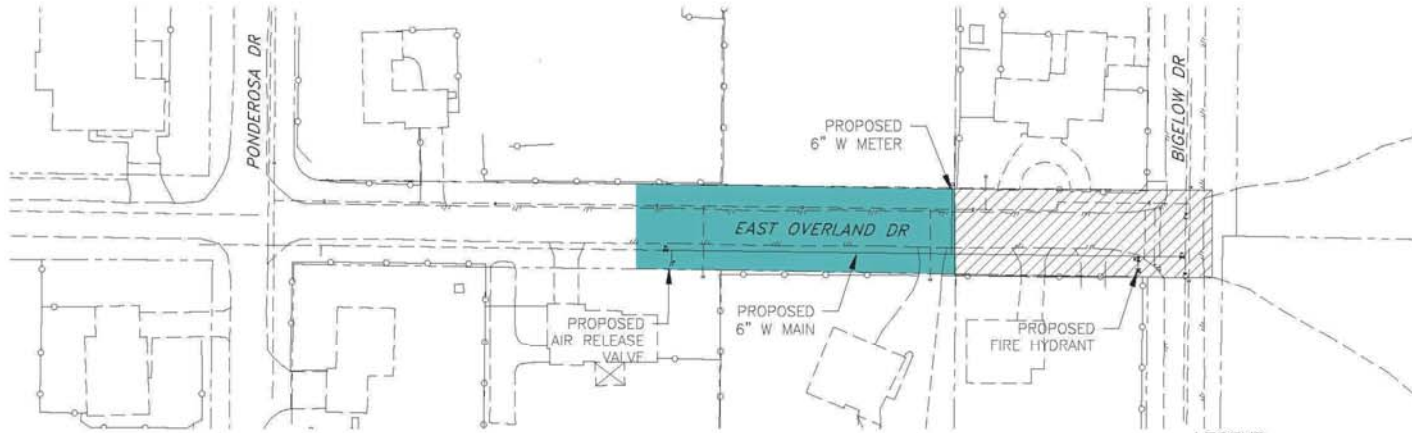 PONDEROSA DR
PROPOSED
6" W METER
BIGELOW DR
EAST OVERLAND DR
PROPOSED
AIR RELEASE
VALVE
PROPOSED
6" W MAIN
PROPOSED
FIRE HYDRANT